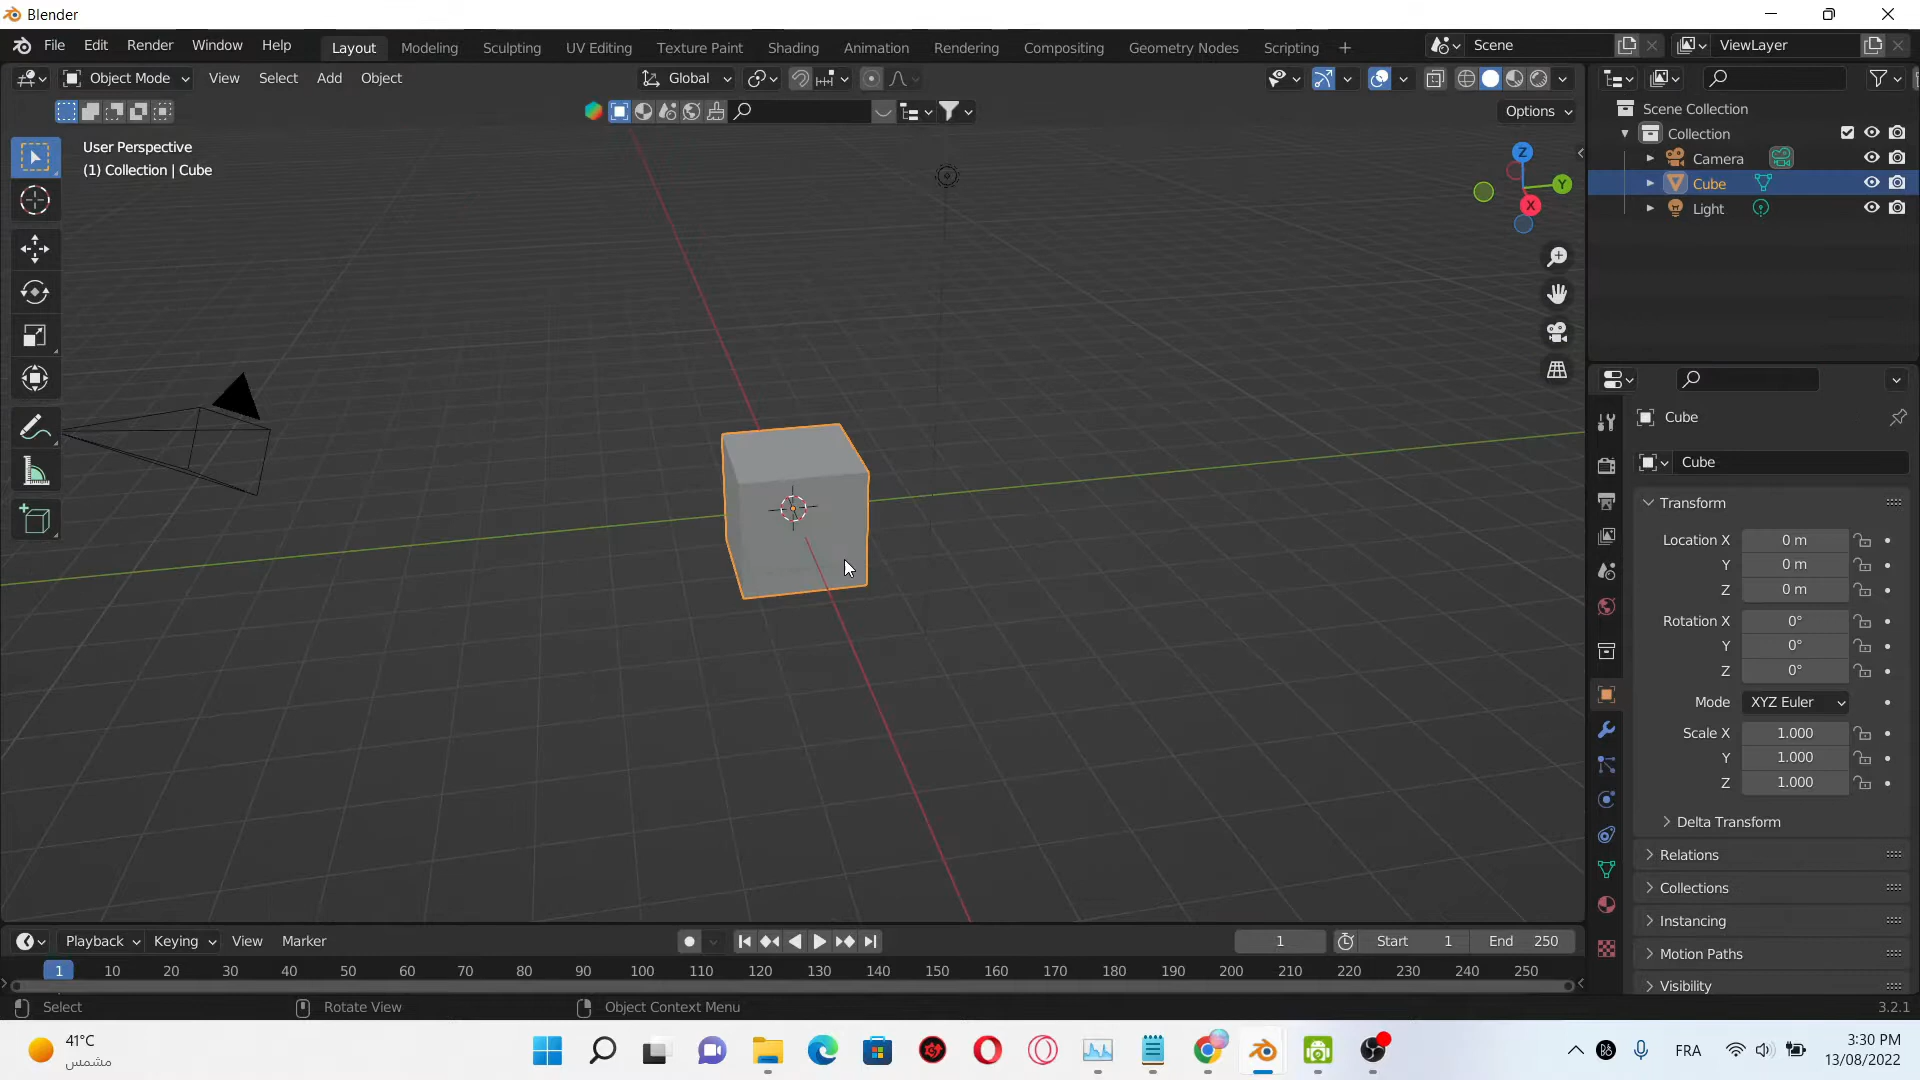 Blender
File Edit Render Window Help Layout Modeling Sculpting UV Editing Texture Paint Shading Animation Rendering Compositing Geometry Nodes Scripting + Scene ViewLayer
Object Mode View Select Add Object Global
Options
User Perspective
(1) Collection | Cube
Z
Y
X
Scene Collection
Collection
Camera
Cube
Light
Cube
Cube
Transform
Location X 0 m
Y 0 m
Z 0 m
Rotation X 0°
Y 0°
Z 0°
Mode XYZ Euler
Scale X 1.000
Y 1.000
Z 1.000
Delta Transform
Relations
Collections
Instancing
Motion Paths
Visibility
Playback Keying View Marker 1 Start 1 End 250
1 10 20 30 40 50 60 70 80 90 100 110 120 130 140 150 160 170 180 190 200 210 220 230 240 250
Select Rotate View Object Context Menu 3.2.1
41°C
مشمس
FRA
3:30 PM
13/08/2022